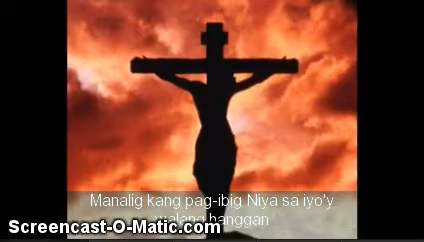 Manalig kang pag-ibig Niya sa iyo'y
walang hanggan
Screencast-O-Matic.com